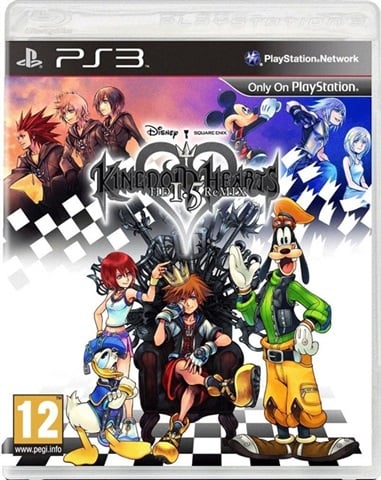 PS3
PlayStation®Network
Only On PlayStation®
Disney
SQUARE ENIX
KINGDOM HEARTS
HD 1.5 ReMIX
12
www.pegi.info